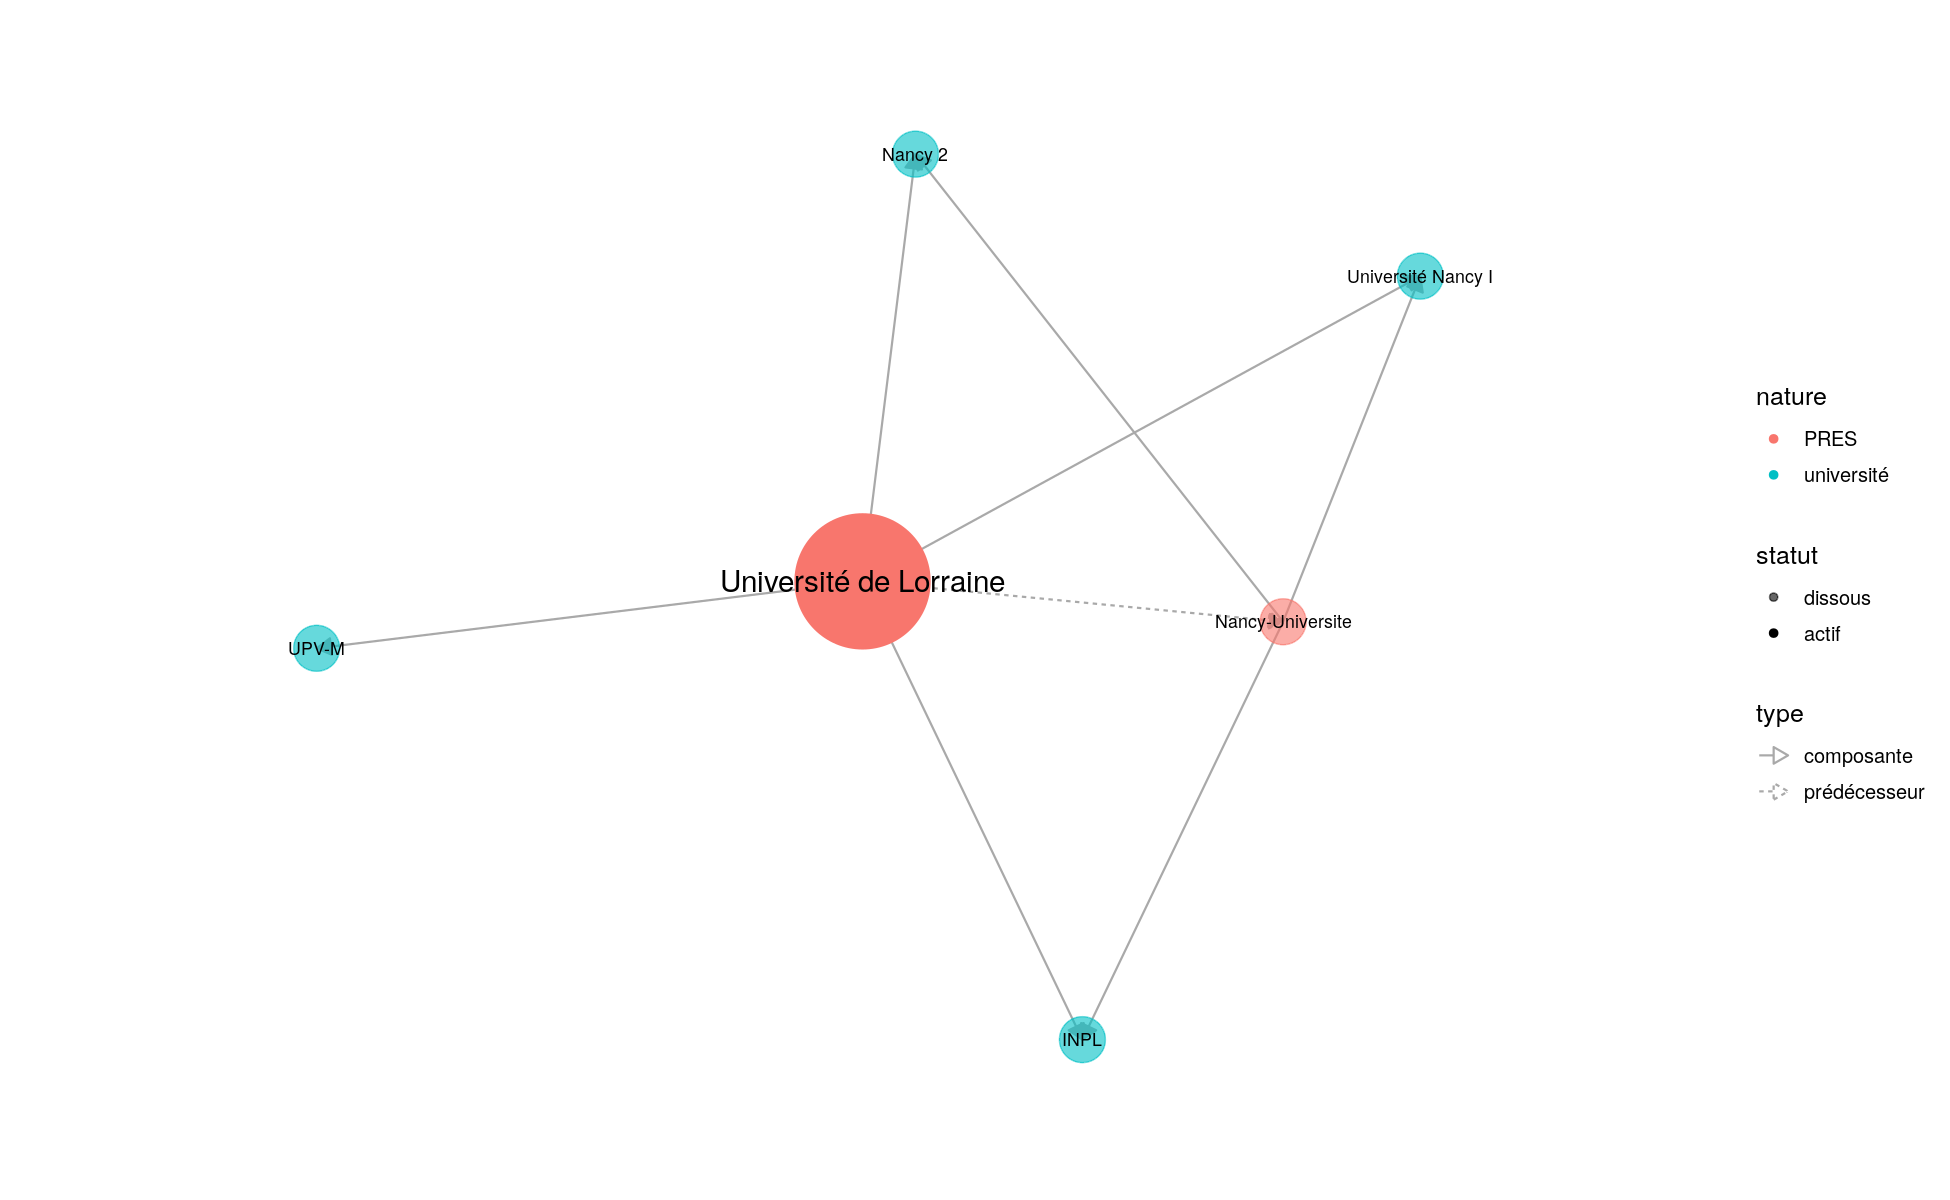 Nancy 2
Université Nancy I
Université de Lorraine
Nancy-Universite
UPV-M
INPL
nature
PRES
université
statut
dissous
actif
type
composante
prédécesseur